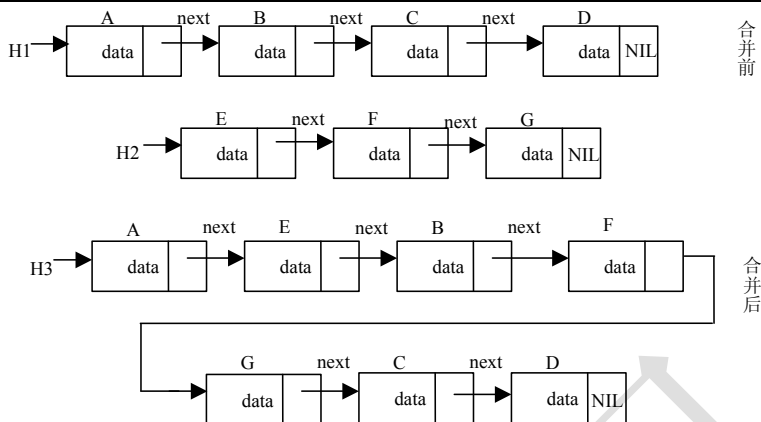 A next B next C next D
H1 data data data data NIL
合并前
E next F next G
H2 data data data NIL
A next E next B next F
H3 data data data data
合并后
G next C next D
data data data NIL